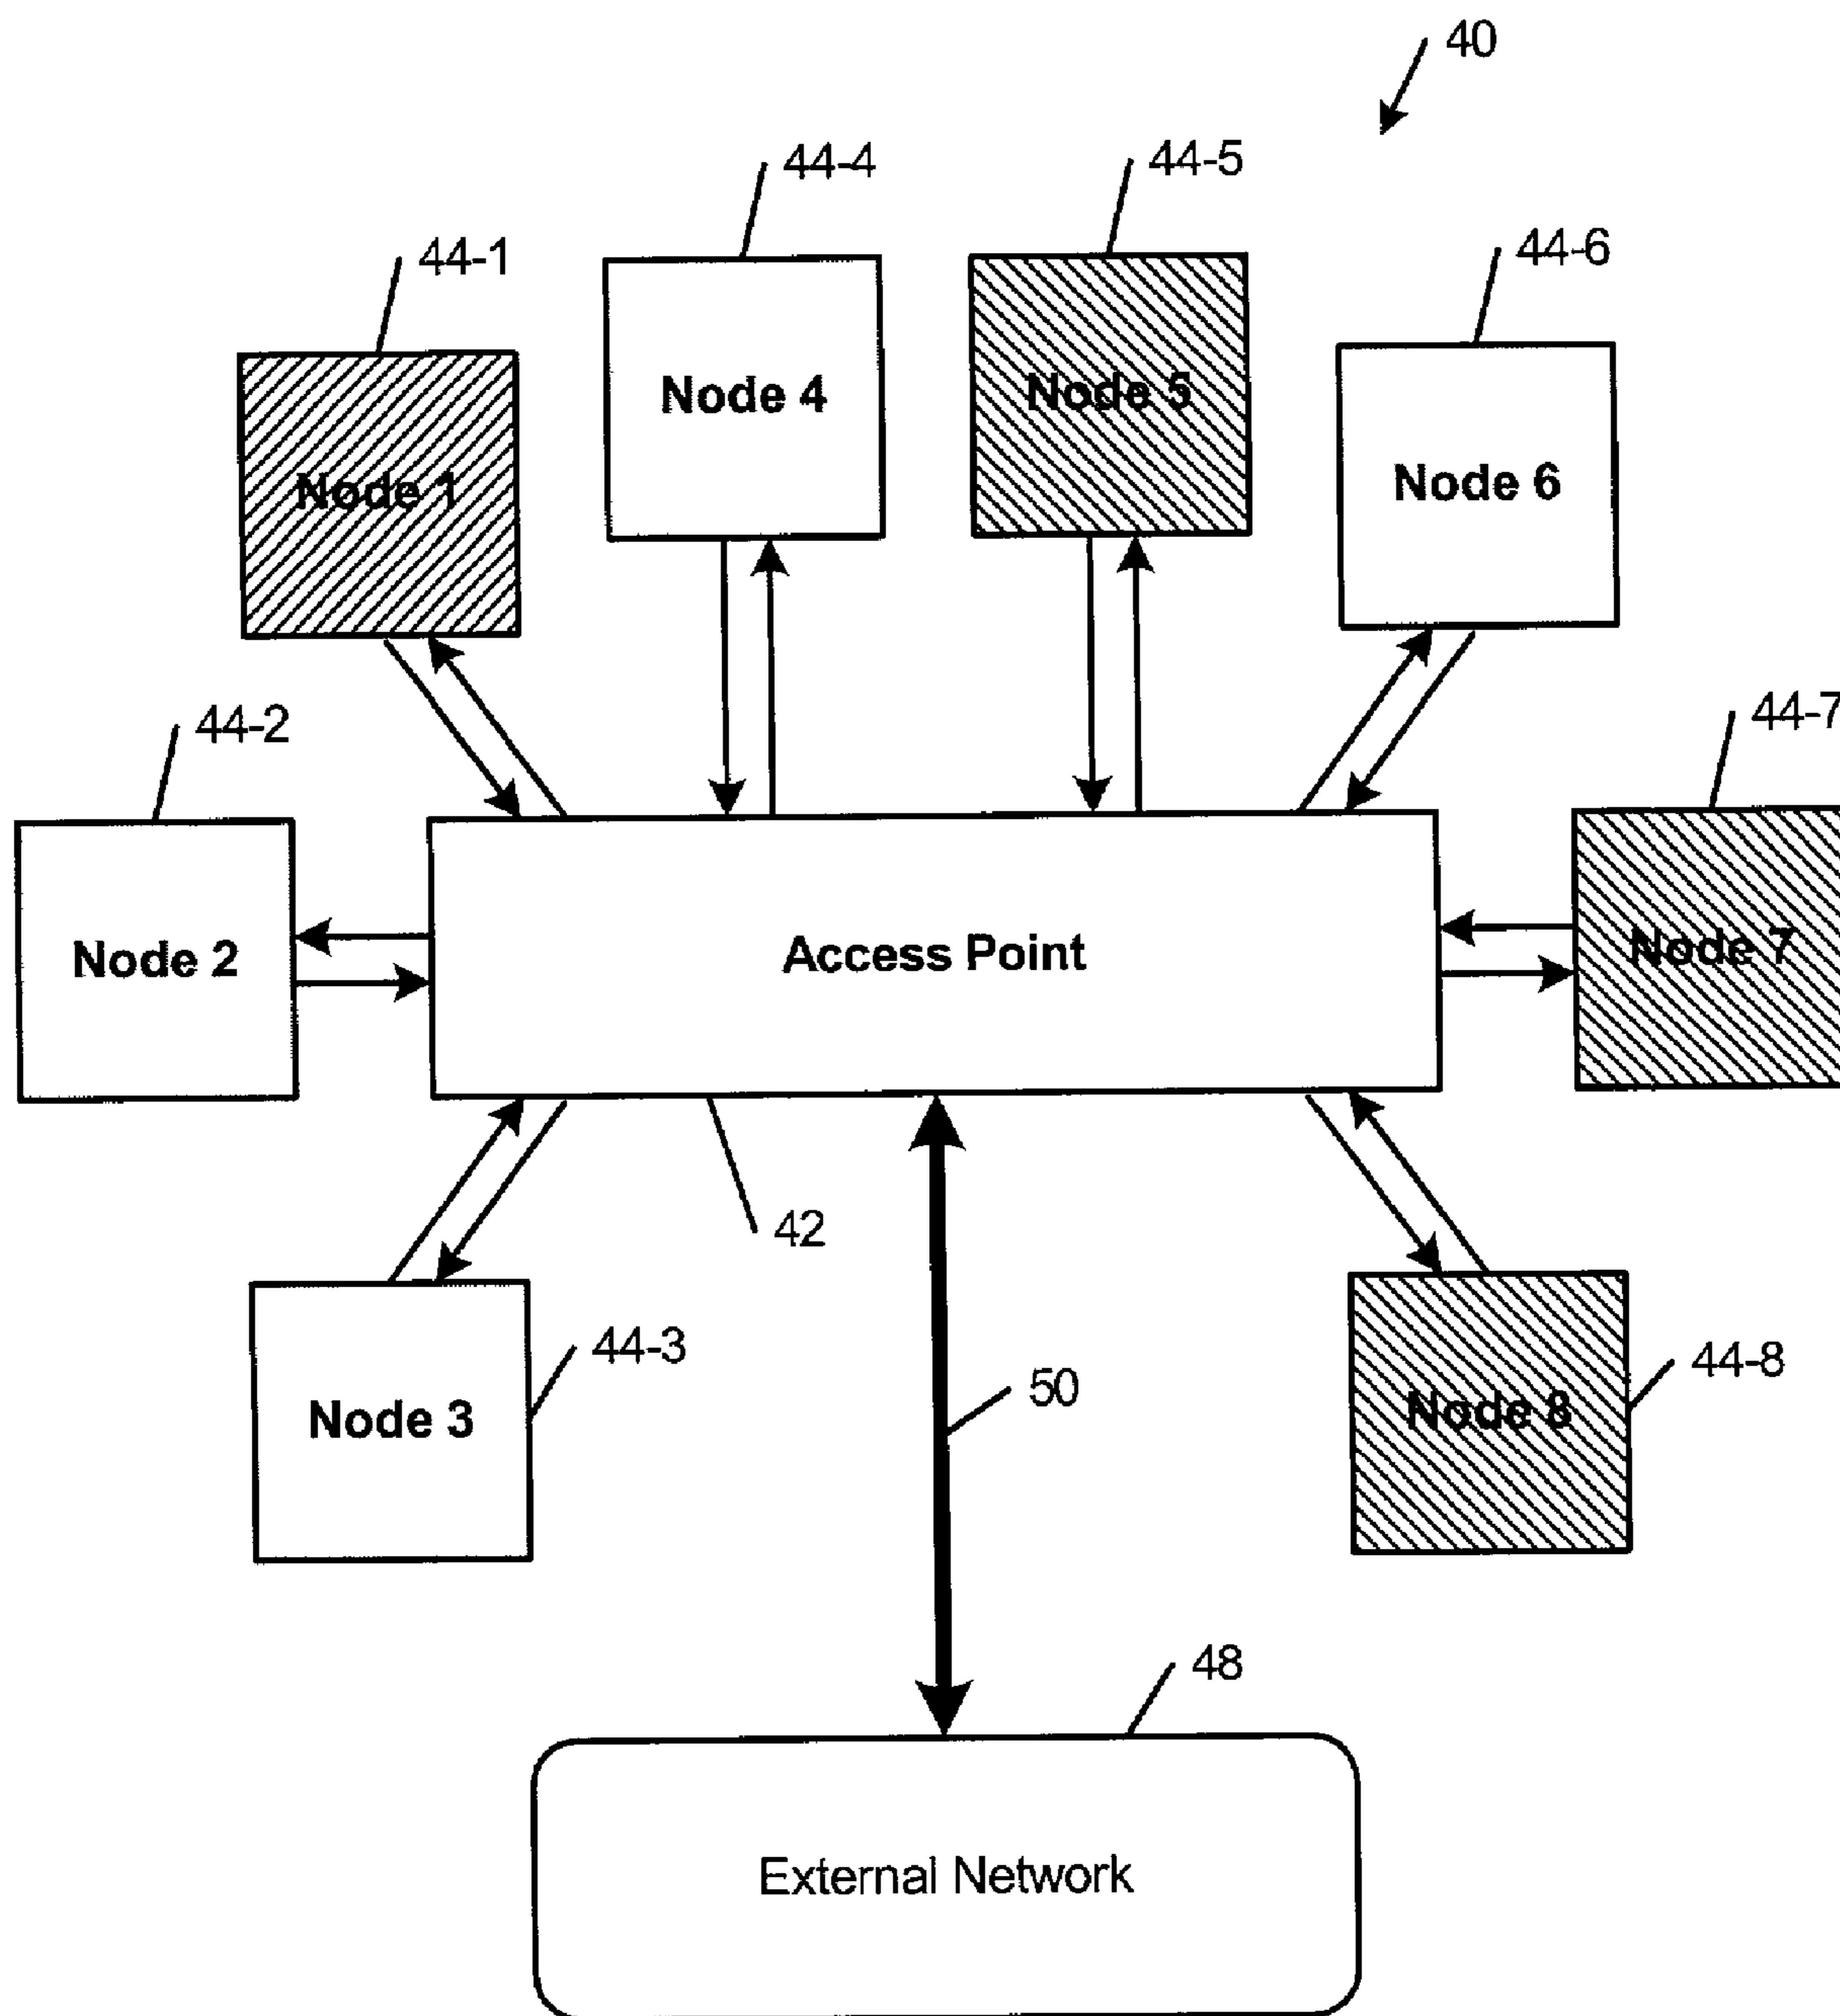 40
44-4
44-5
44-1
44-6
Node 4
Node 5
Node 6
Node 1
44-2
44-7
Node 2
Access Point
Node 7
42
44-3
50
44-8
Node 3
Node 8
48
External Network